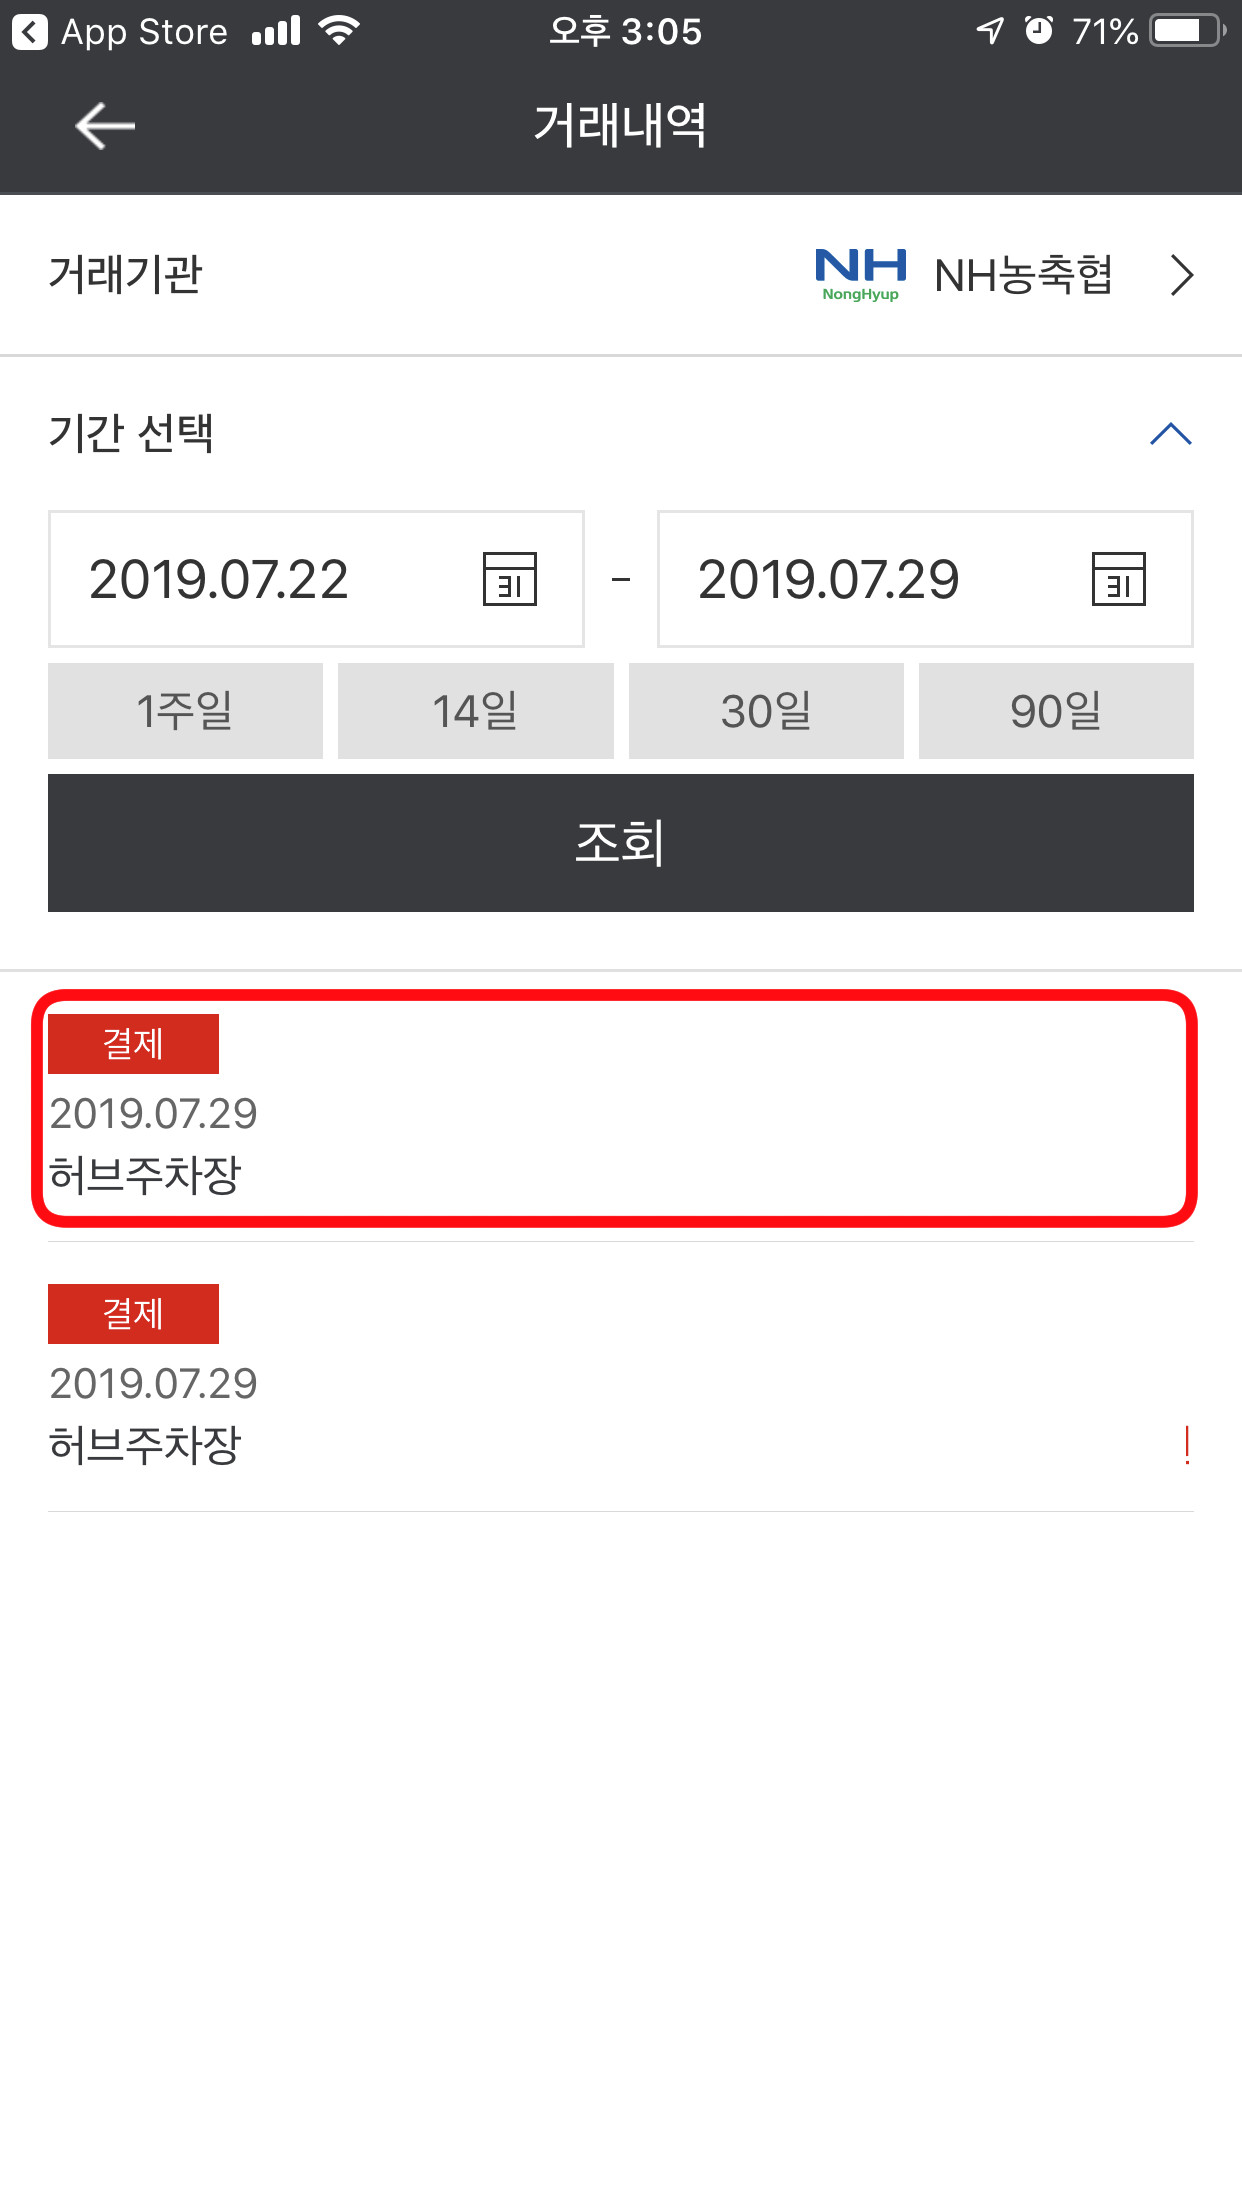 App Store 오후 3:05 71%
거래내역
거래기관 NH NongHyup NH농축협
기간 선택
2019.07.22 31 - 2019.07.29 31
1주일 14일 30일 90일
조회
결제
2019.07.29
허브주차장
결제
2019.07.29
허브주차장 !